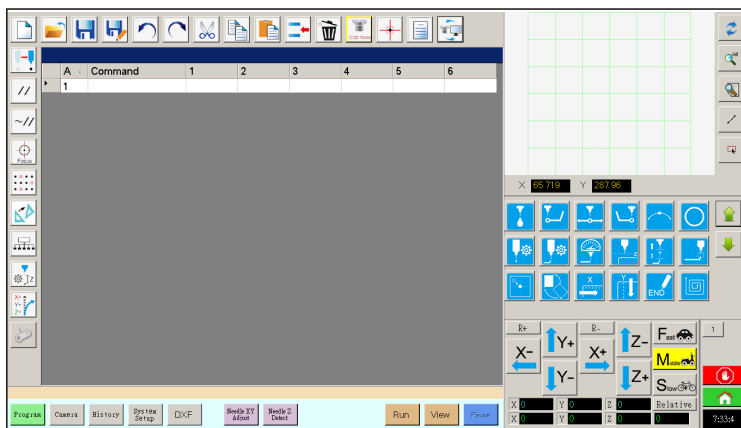 CCD Mode
A Command 1 2 3 4 5 6
1
Focus
Z
X+
Y+
Z+
X 65.719 Y 287.96
X Y
END
R+ R-
X- Y+ X+ Z- Fast
Middle
Y- Z+ Slow
1
X 0 Y 0 Z 0 Relative
X 0 Y 0 Z 0 0
7:33:4
Program Camera History System Setup DXF Needle XY Adjust Needle Z Detect Run View Pause